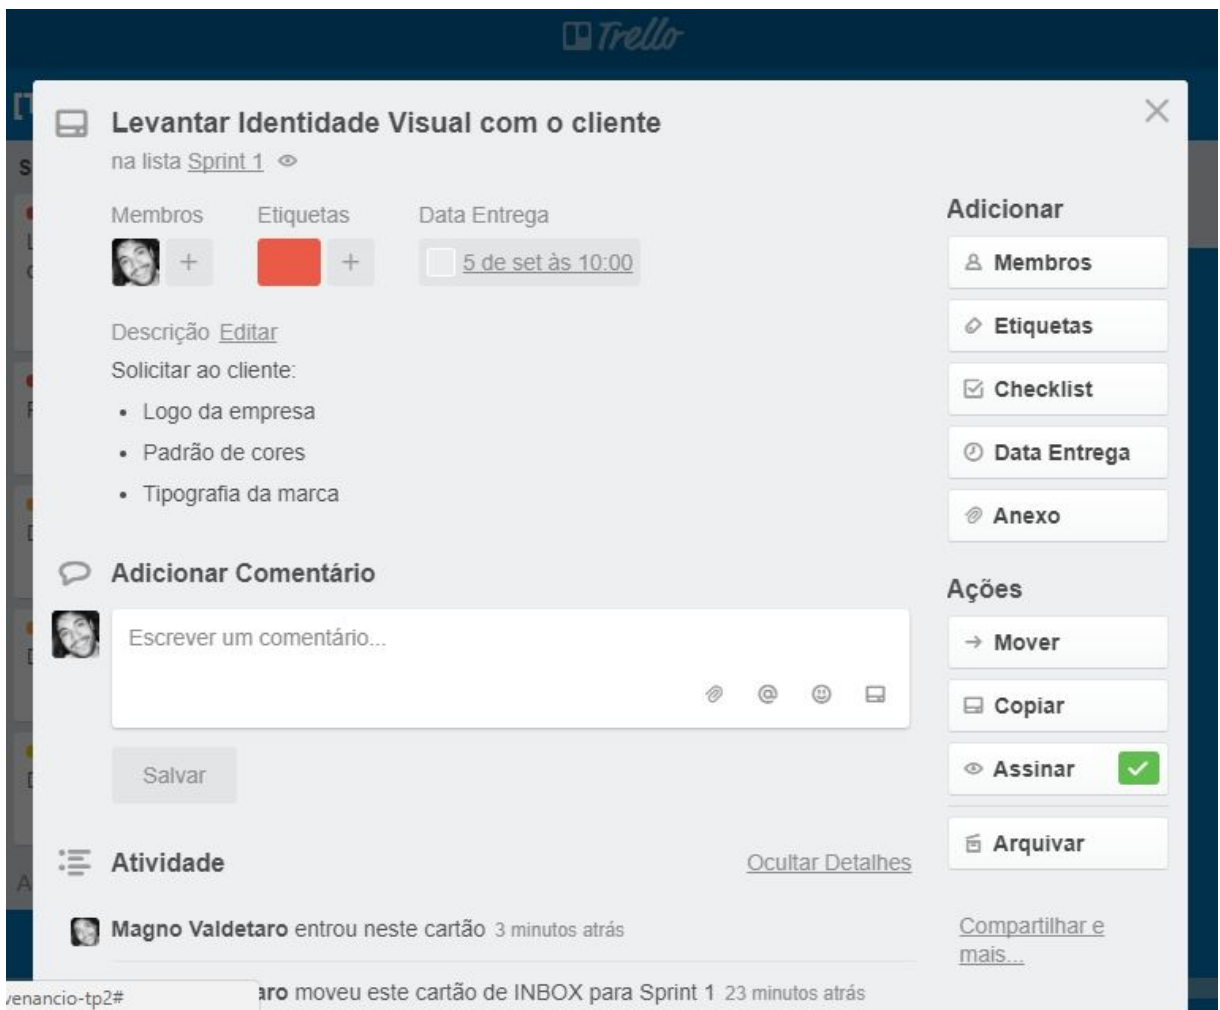 Trello
Levantar Identidade Visual com o cliente
na lista Sprint 1
Membros Etiquetas Data Entrega
+ + 5 de set às 10:00
Descrição Editar
Solicitar ao cliente:
• Logo da empresa
• Padrão de cores
• Tipografia da marca
Adicionar Comentário
Escrever um comentário...
@
Salvar
Atividade Ocultar Detalhes
Magno Valdetaro entrou neste cartão 3 minutos atrás
aro moveu este cartão de INBOX para Sprint 1 23 minutos atrás
venancio-tp2#
Adicionar
Membros
Etiquetas
Checklist
Data Entrega
Anexo
Ações
Mover
Copiar
Assinar
Arquivar
Compartilhar e
mais...